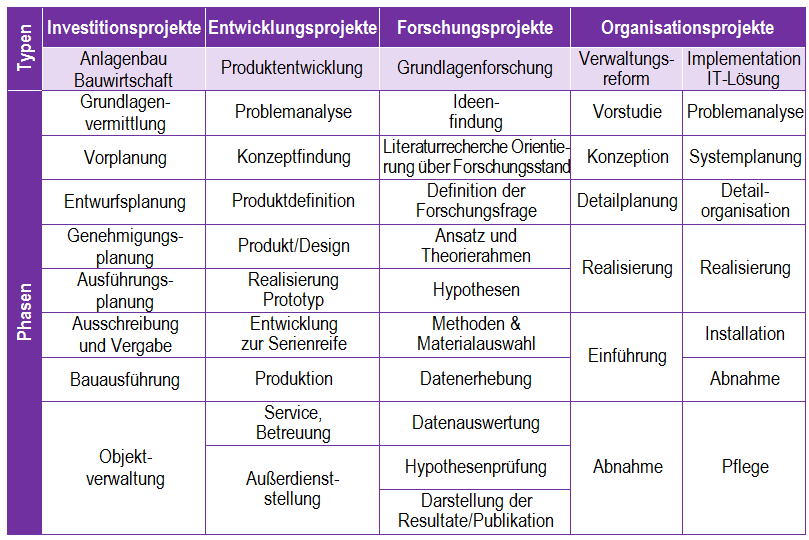 Typen
Investitionsprojekte
Entwicklungsprojekte
Forschungsprojekte
Organisationsprojekte
Anlagenbau
Bauwirtschaft
Produktentwicklung
Grundlagenforschung
Verwaltungs-
reform
Implementation
IT-Lösung
Phasen
Grundlagen-
vermittlung
Problemanalyse
Ideen-
findung
Vorstudie
Problemanalyse
Vorplanung
Konzeptfindung
Literaturrecherche Orientie-
rung über Forschungsstand
Konzeption
Systemplanung
Entwurfsplanung
Produktdefinition
Definition der
Forschungsfrage
Detailplanung
Detail-
organisation
Genehmigungs-
planung
Produkt/Design
Ansatz und
Theorierahmen
Realisierung
Realisierung
Ausführungs-
planung
Realisierung
Prototyp
Hypothesen
Ausschreibung
und Vergabe
Entwicklung
zur Serienreife
Methoden &
Materialauswahl
Einführung
Installation
Bauausführung
Produktion
Datenerhebung
Abnahme
Objekt-
verwaltung
Service,
Betreuung
Datenauswertung
Abnahme
Pflege
Außerdienst-
stellung
Hypothesenprüfung
Darstellung der
Resultate/Publikation